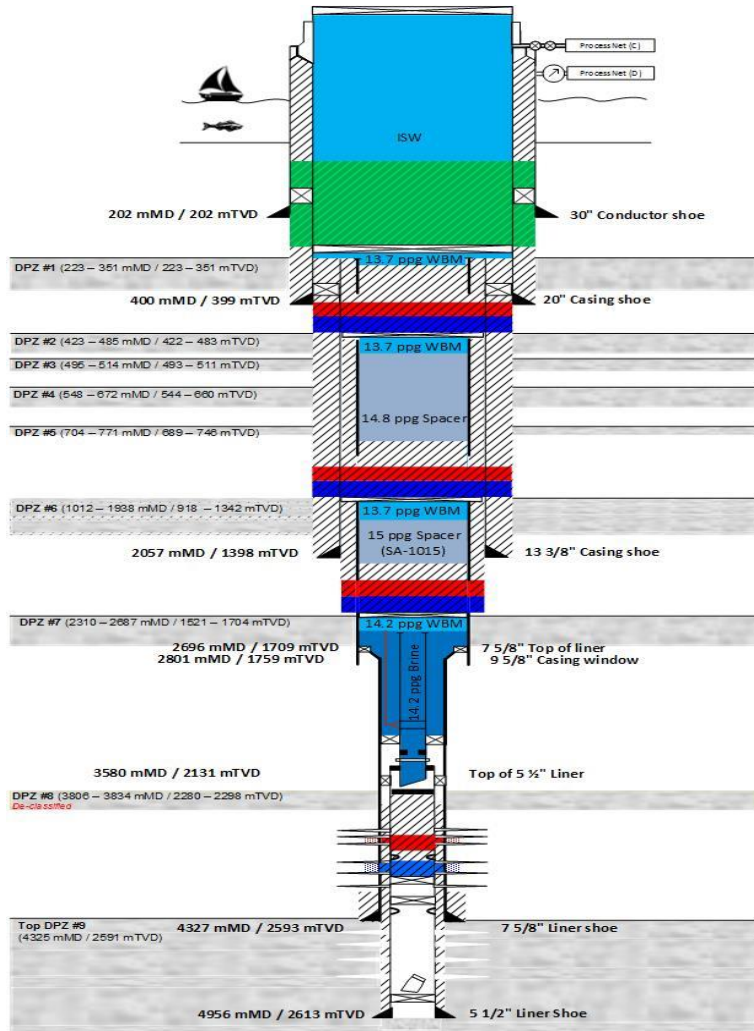 ProcessNet (C)
ProcessNet (D)
ISW
202 mMD / 202 mTVD
30" Conductor shoe
DPZ #1 (223 – 351 mMD / 223 – 351 mTVD)
13.7 ppg WBM
400 mMD / 399 mTVD
20" Casing shoe
DPZ #2 (423 – 485 mMD / 422 – 483 mTVD)
13.7 ppg WBM
DPZ #3 (495 – 514 mMD / 493 – 511 mTVD)
DPZ #4 (548 – 672 mMD / 544 – 660 mTVD)
14.8 ppg Spacer
DPZ #5 (704 – 771 mMD / 689 – 746 mTVD)
DPZ #6 (1012 – 1938 mMD / 918 – 1342 mTVD)
13.7 ppg WBM
15 ppg Spacer
(SA-1015)
2057 mMD / 1398 mTVD
13 3/8" Casing shoe
DPZ #7 (2310 – 2687 mMD / 1521 – 1704 mTVD)
14.2 ppg WBM
2696 mMD / 1709 mTVD
7 5/8" Top of liner
2801 mMD / 1759 mTVD
9 5/8" Casing window
14.2 ppg Brine
3580 mMD / 2131 mTVD
Top of 5 ½" Liner
DPZ #8 (3806 – 3834 mMD / 2280 – 2298 mTVD)
De-classified
Top DPZ #9
(4325 mMD / 2591 mTVD)
4327 mMD / 2593 mTVD
7 5/8" Liner shoe
4956 mMD / 2613 mTVD
5 1/2" Liner Shoe